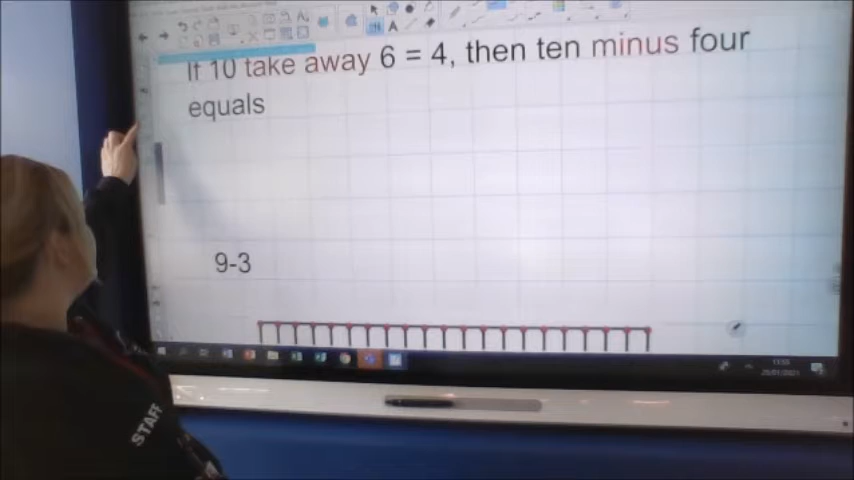 If 10 take away 6 = 4, then ten minus four
equals
9-3
STAFF